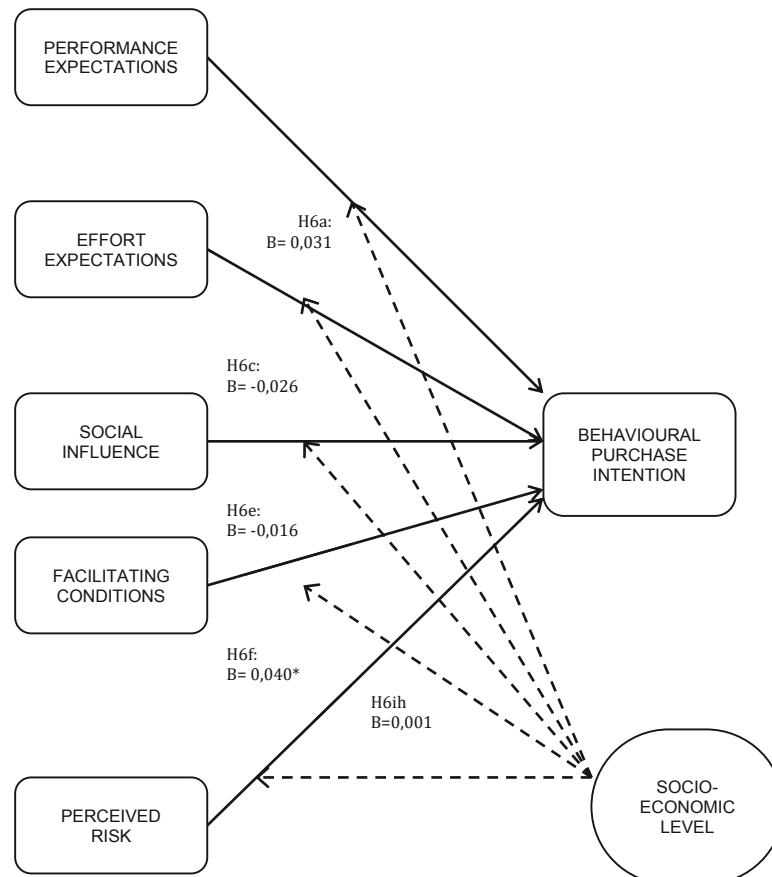 PERFORMANCE
EXPECTATIONS
EFFORT
EXPECTATIONS
H6a:
B= 0,031
H6c:
B= -0,026
SOCIAL
INFLUENCE
BEHAVIOURAL
PURCHASE
INTENTION
H6e:
B= -0,016
FACILITATING
CONDITIONS
H6f:
B= 0,040*
H6ih
B=0,001
PERCEIVED
RISK
SOCIO-
ECONOMIC
LEVEL